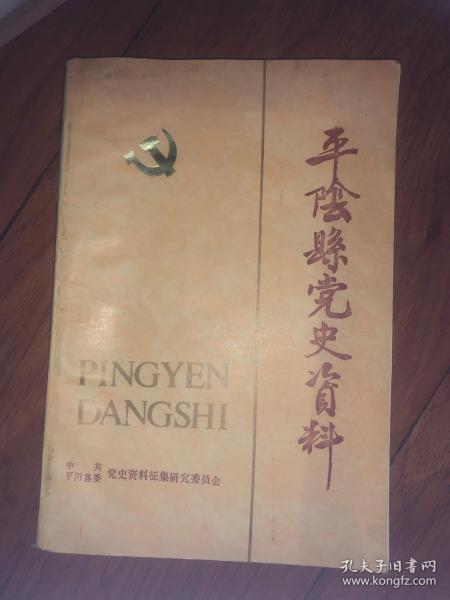 平陰縣党史資料
PINGYEN
DANGSHI
中共
平阴县委 党史资料征集研究委员会
孔夫子旧书网
www.kongfz.com